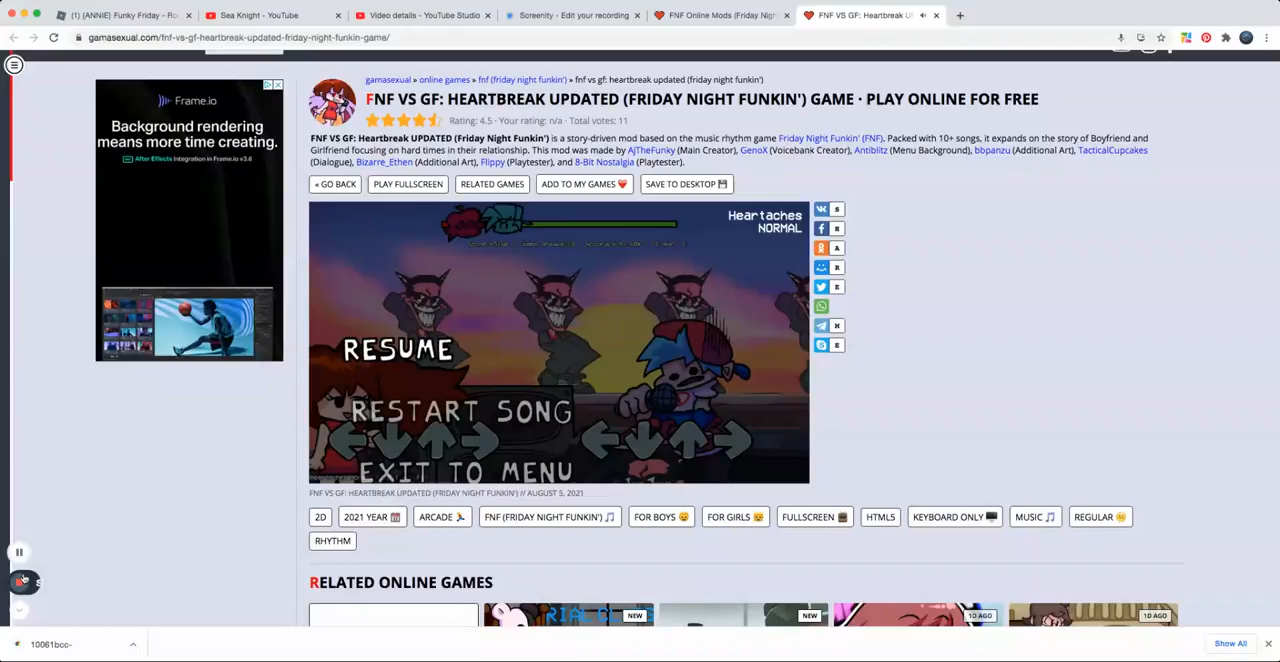 (1) (ANNIE) Funky Friday - Ro
Sea Knight - YouTube
Video details - YouTube Studio
Screenity - Edit your recording
FNF Online Mods (Friday Nigh
FNF VS GF: Heartbreak U
gamasexual.com/fnf-vs-gf-heartbreak-updated-friday-night-funkin-game/
gamasexual » online games » fnf (friday night funkin') » fnf vs gf: heartbreak updated (friday night funkin')
FNF VS GF: HEARTBREAK UPDATED (FRIDAY NIGHT FUNKIN') GAME · PLAY ONLINE FOR FREE
Rating: 4.5 · Your rating: n/a · Total votes: 11
FNF VS GF: Heartbreak UPDATED (Friday Night Funkin') is a story-driven mod based on the music rhythm game Friday Night Funkin' (FNF). Packed with 10+ songs, it expands on the story of Boyfriend and
Girlfriend focusing on hard times in their relationship. This mod was made by AjTheFunky (Main Creator), GenoX (Voicebank Creator), Antiblitz (Menu Background), bbpanzu (Additional Art), TacticalCupcakes
(Dialogue), Bizarre_Ethen (Additional Art), Flippy (Playtester), and 8-Bit Nostalgia (Playtester).
« GO BACK
PLAY FULLSCREEN
RELATED GAMES
ADD TO MY GAMES
SAVE TO DESKTOP
Frame.io
Background rendering
means more time creating.
After Effects Integration in Frame.io v3.6
Heartaches
NORMAL
RESUME
RESTART SONG
EXIT TO MENU
S
H
A
R
E
M
E
FNF VS GF: HEARTBREAK UPDATED (FRIDAY NIGHT FUNKIN') // AUGUST 5, 2021
2D
2021 YEAR
ARCADE
FNF (FRIDAY NIGHT FUNKIN')
FOR BOYS
FOR GIRLS
FULLSCREEN
HTML5
KEYBOARD ONLY
MUSIC
REGULAR
RHYTHM
RELATED ONLINE GAMES
NEW
NEW
1D AGO
1D AGO
10061bcc-
Show All